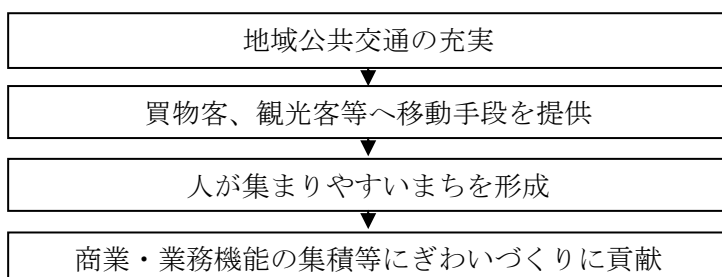 地域公共交通の充実
買物客、観光客等へ移動手段を提供
人が集まりやすいまちを形成
商業・業務機能の集積等にぎわいづくりに貢献